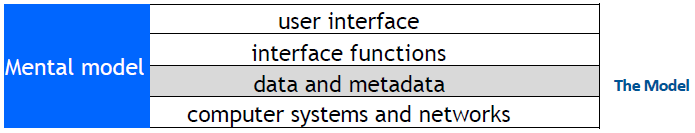 user interface
interface functions
Mental model
data and metadata
The Model
computer systems and networks